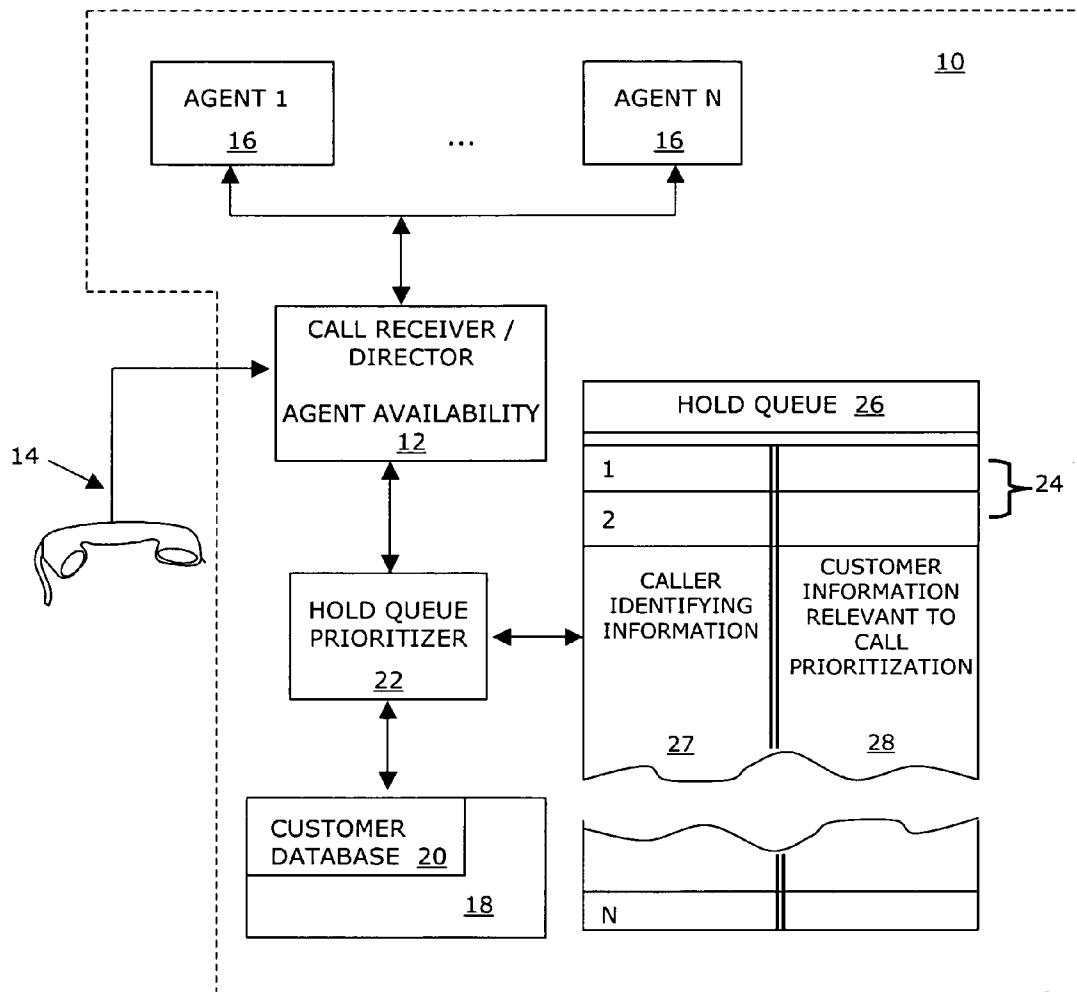 10
AGENT 1
16
...
AGENT N
16
CALL RECEIVER /
DIRECTOR
AGENT AVAILABILITY
12
14
HOLD QUEUE 26
1
2
24
CALLER
IDENTIFYING
INFORMATION
27
CUSTOMER
INFORMATION
RELEVANT TO
CALL
PRIORITIZATION
28
N
HOLD QUEUE
PRIORITIZER
22
CUSTOMER
DATABASE 20
18